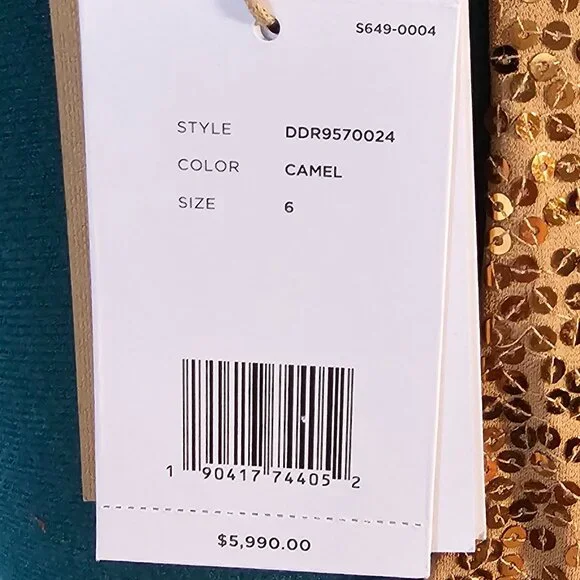 S649-0004
STYLE DDR9570024
COLOR CAMEL
SIZE 6
1 90417 74405 2
$5,990.00